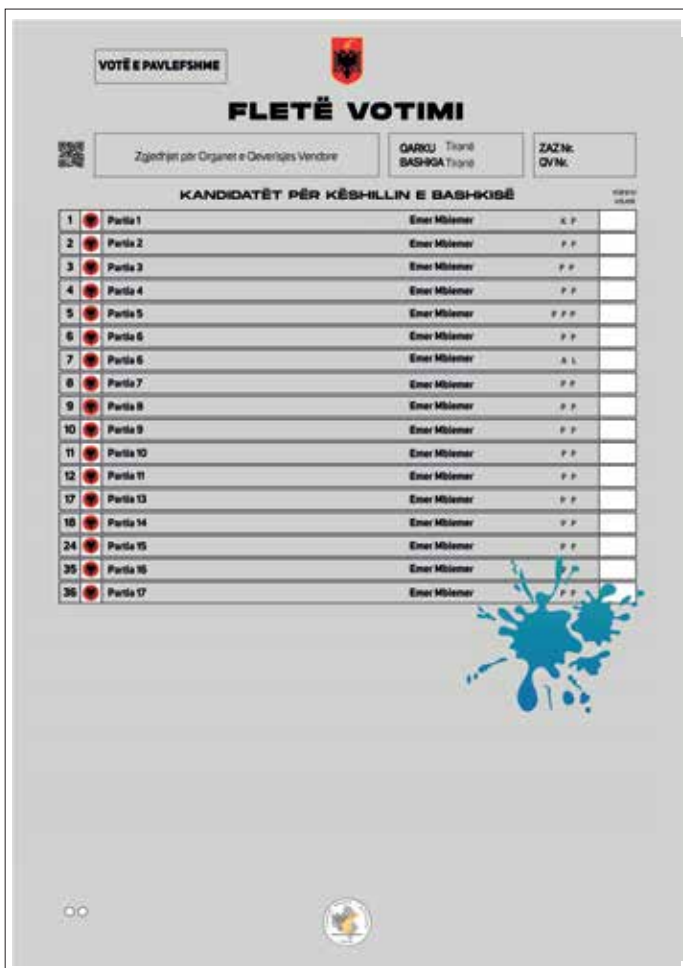 VOTË E PAVLEFSHME
FLETË VOTIMI
Zgjedhjet për Organet e Qeverisjes Vendore
QARKU Tiranë
BASHKIA Tiranë
ZAZ Nr.
QV Nr.
KANDIDATËT PËR KËSHILLIN E BASHKISË
1 Partia 1 Emer Mbiemer K P
2 Partia 2 Emer Mbiemer P P
3 Partia 3 Emer Mbiemer P P
4 Partia 4 Emer Mbiemer P P
5 Partia 5 Emer Mbiemer P P P
6 Partia 6 Emer Mbiemer P P
7 Partia 6 Emer Mbiemer A L
8 Partia 7 Emer Mbiemer P P
9 Partia 8 Emer Mbiemer P P
10 Partia 9 Emer Mbiemer P P
11 Partia 10 Emer Mbiemer P P
12 Partia 11 Emer Mbiemer P P
17 Partia 13 Emer Mbiemer P P
18 Partia 14 Emer Mbiemer P P
24 Partia 15 Emer Mbiemer P P
35 Partia 16 Emer Mbiemer P P
36 Partia 17 Emer Mbiemer P P